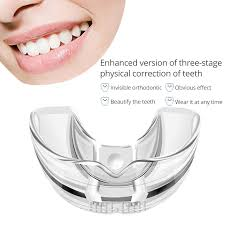 Enhanced version of three-stage
physical correction of teeth
Invisible orthodontic
Obvious effect
Beautify the teeth
Wear it at any time